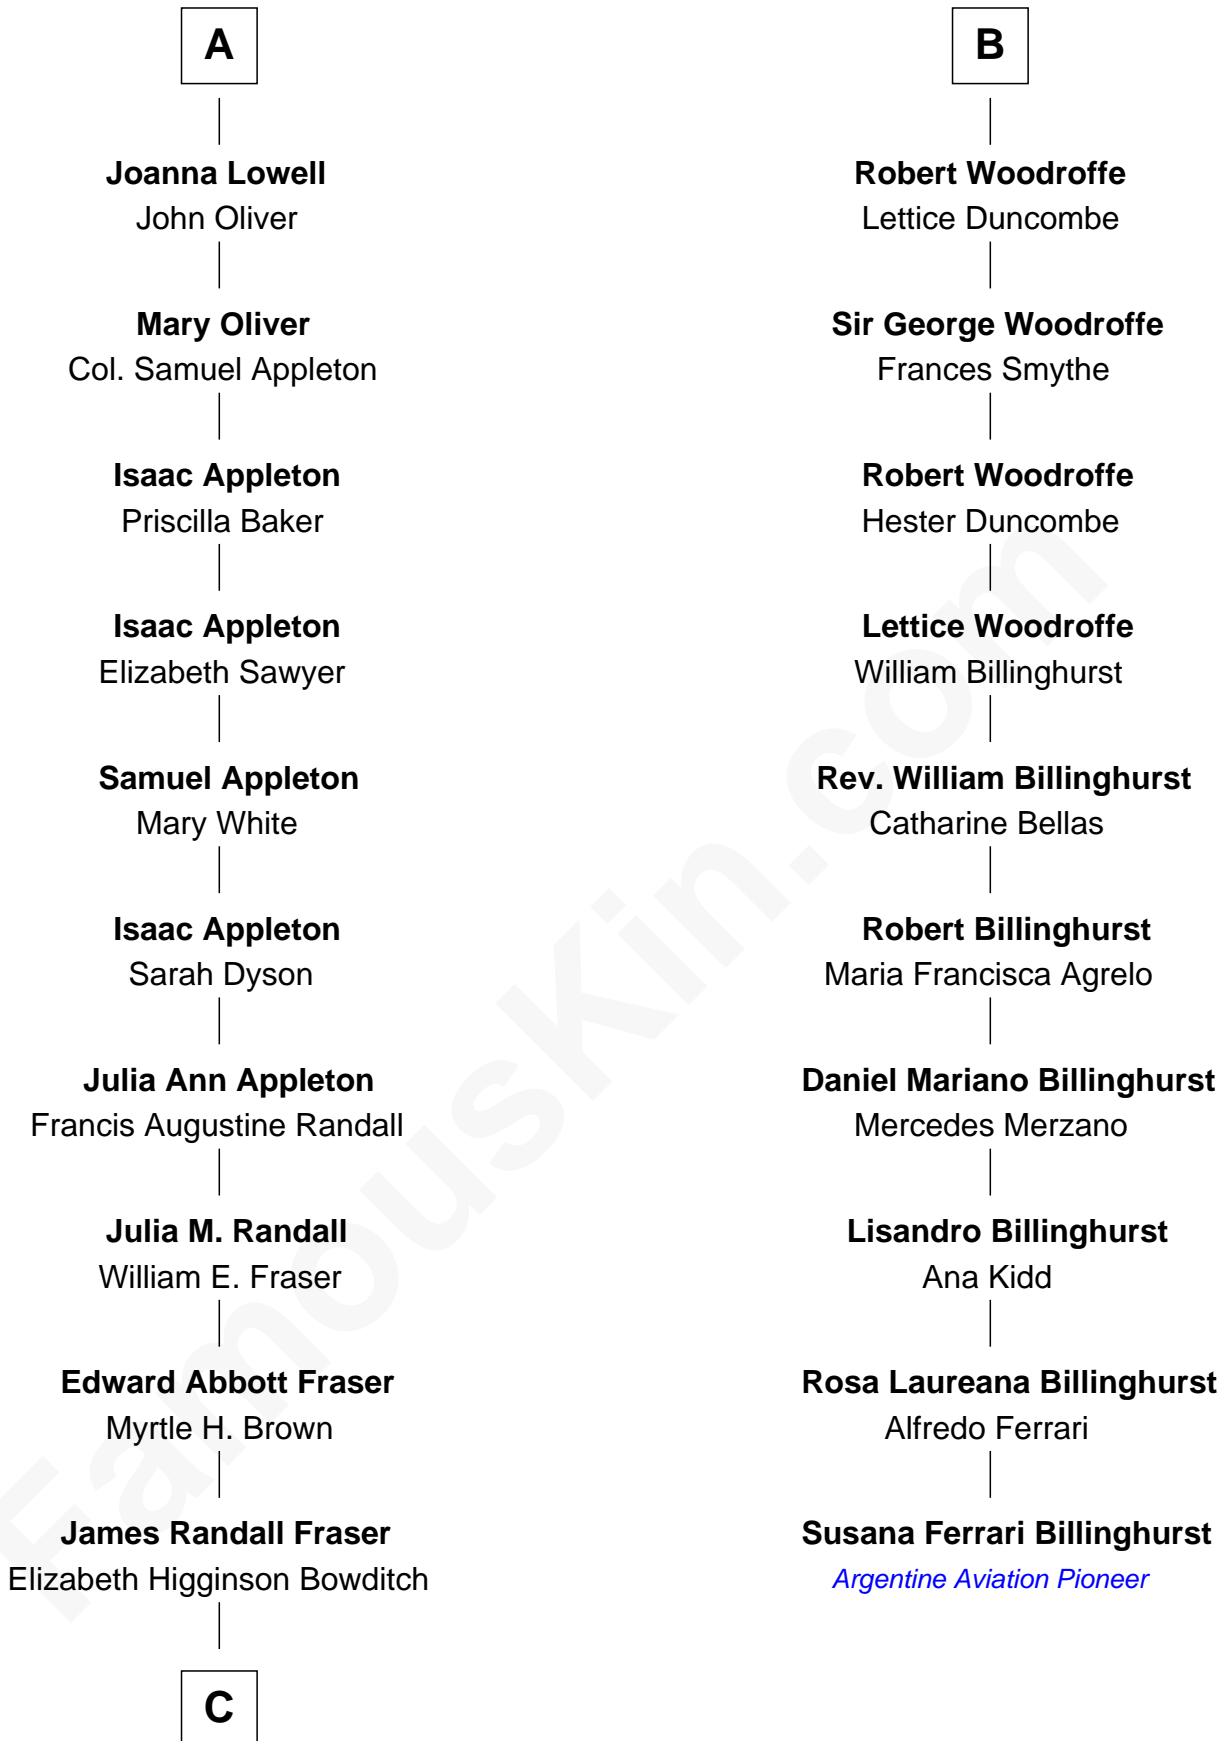 A
Joanna Lowell
John Oliver
Mary Oliver
Col. Samuel Appleton
Isaac Appleton
Priscilla Baker
Isaac Appleton
Elizabeth Sawyer
Samuel Appleton
Mary White
Isaac Appleton
Sarah Dyson
Julia Ann Appleton
Francis Augustine Randall
Julia M. Randall
William E. Fraser
Edward Abbott Fraser
Myrtle H. Brown
James Randall Fraser
Elizabeth Higginson Bowditch
C
B
Robert Woodroffe
Lettice Duncombe
Sir George Woodroffe
Frances Smythe
Robert Woodroffe
Hester Duncombe
Lettice Woodroffe
William Billinghurst
Rev. William Billinghurst
Catharine Bellas
Robert Billinghurst
Maria Francisca Agrelo
Daniel Mariano Billinghurst
Mercedes Merzano
Lisandro Billinghurst
Ana Kidd
Rosa Laureana Billinghurst
Alfredo Ferrari
Susana Ferrari Billinghurst
Argentine Aviation Pioneer
FamousKin.com